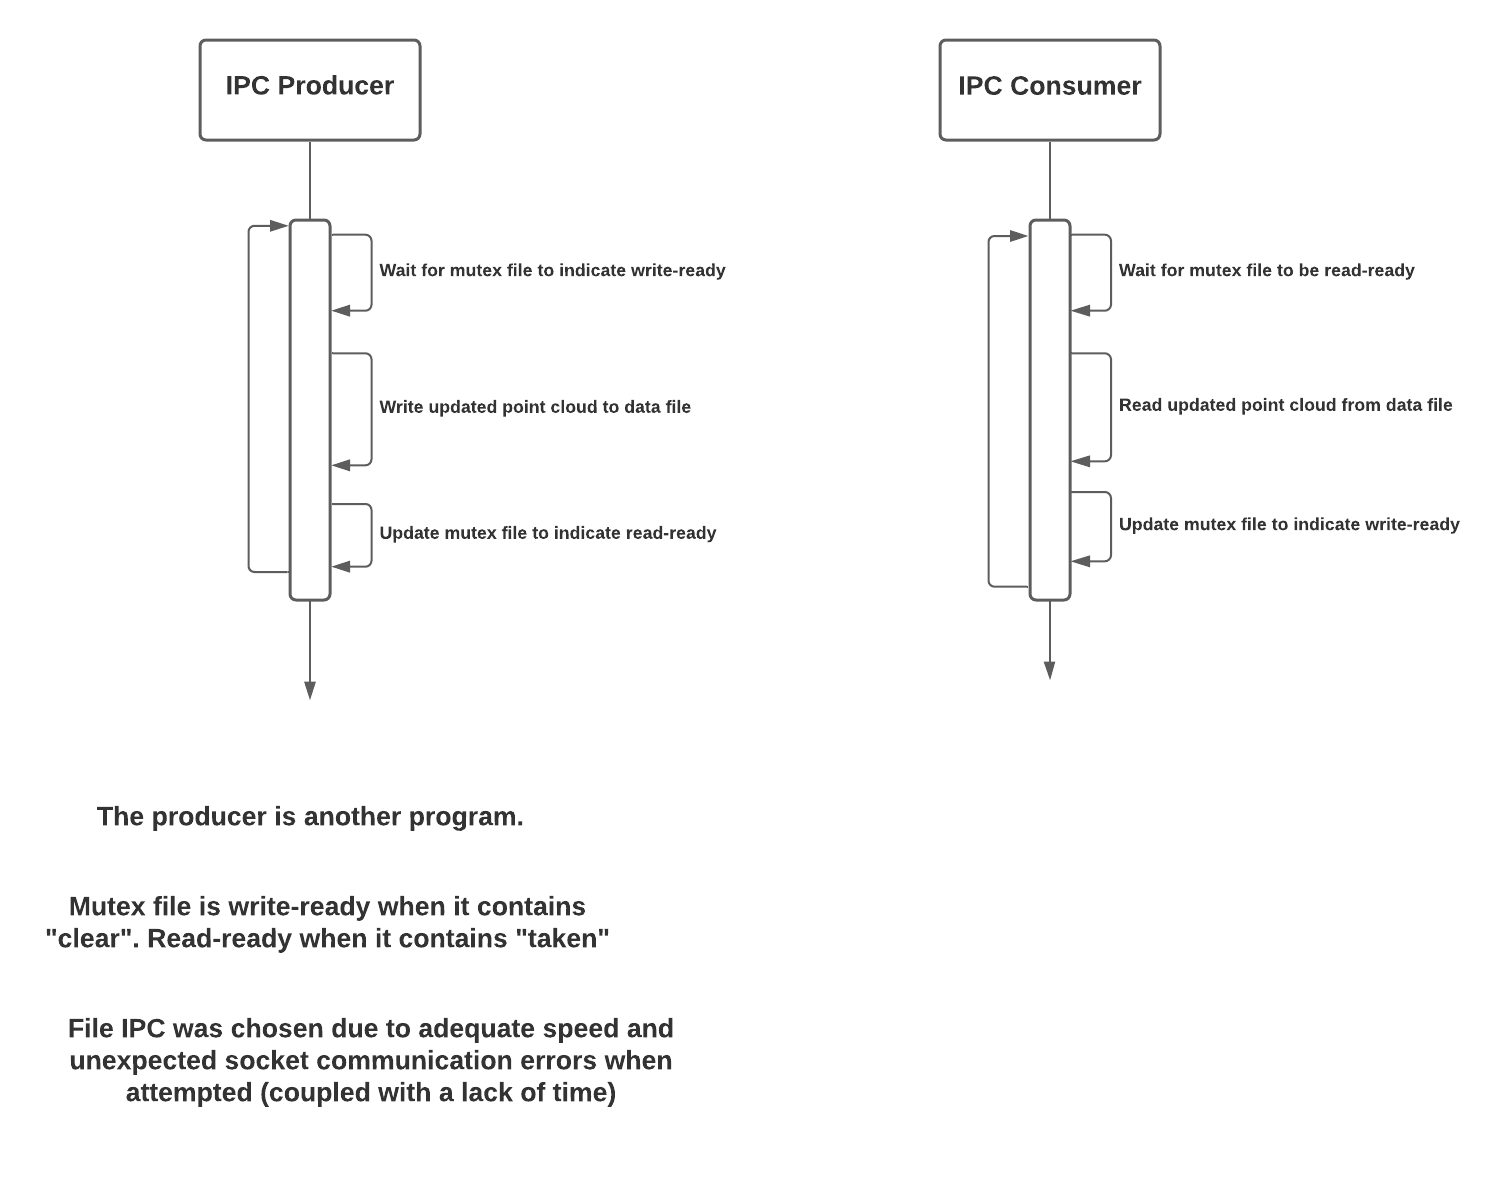 IPC Producer
IPC Consumer
Wait for mutex file to indicate write-ready
Wait for mutex file to be read-ready
Write updated point cloud to data file
Read updated point cloud from data file
Update mutex file to indicate read-ready
Update mutex file to indicate write-ready
The producer is another program.
Mutex file is write-ready when it contains
"clear". Read-ready when it contains "taken"
File IPC was chosen due to adequate speed and
unexpected socket communication errors when
attempted (coupled with a lack of time)